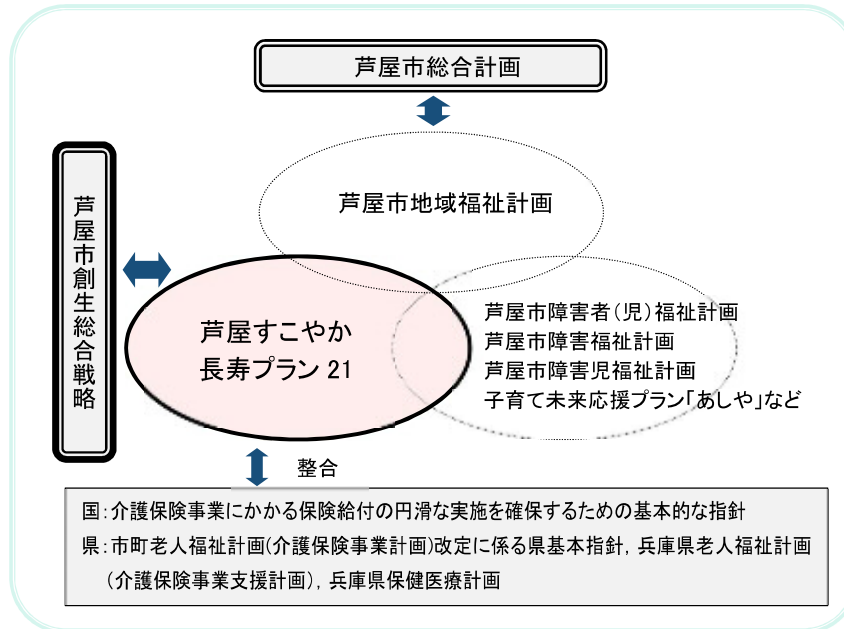 芦屋市総合計画
芦屋市創生総合戦略
芦屋市地域福祉計画
芦屋すこやか
長寿プラン 21
芦屋市障害者(児)福祉計画
芦屋市障害福祉計画
芦屋市障害児福祉計画
子育て未来応援プラン「あしや」など
整合
国:介護保険事業にかかる保険給付の円滑な実施を確保するための基本的な指針
県:市町老人福祉計画(介護保険事業計画)改定に係る県基本指針, 兵庫県老人福祉計画
(介護保険事業支援計画), 兵庫県保健医療計画